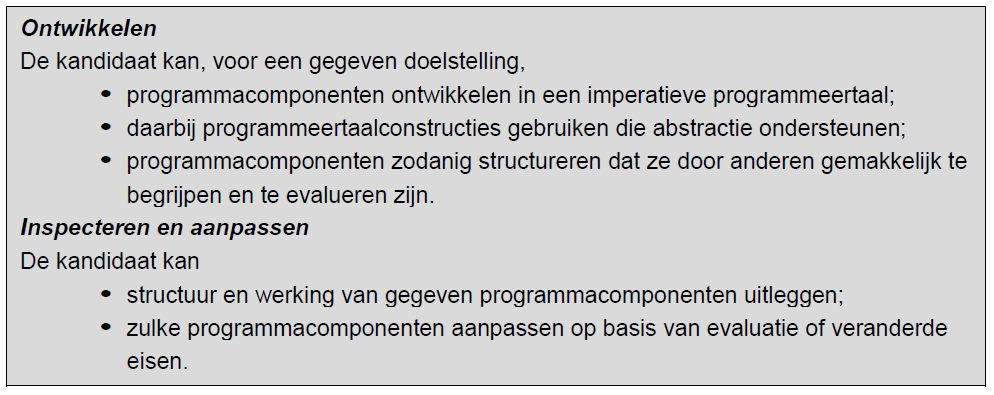 Ontwikkelen
De kandidaat kan, voor een gegeven doelstelling,
• programmacomponenten ontwikkelen in een imperatieve programmeertaal;
• daarbij programmeertaalconstructies gebruiken die abstractie ondersteunen;
• programmacomponenten zodanig structureren dat ze door anderen gemakkelijk te
begrijpen en te evalueren zijn.
Inspecteren en aanpassen
De kandidaat kan
• structuur en werking van gegeven programmacomponenten uitleggen;
• zulke programmacomponenten aanpassen op basis van evaluatie of veranderde
eisen.